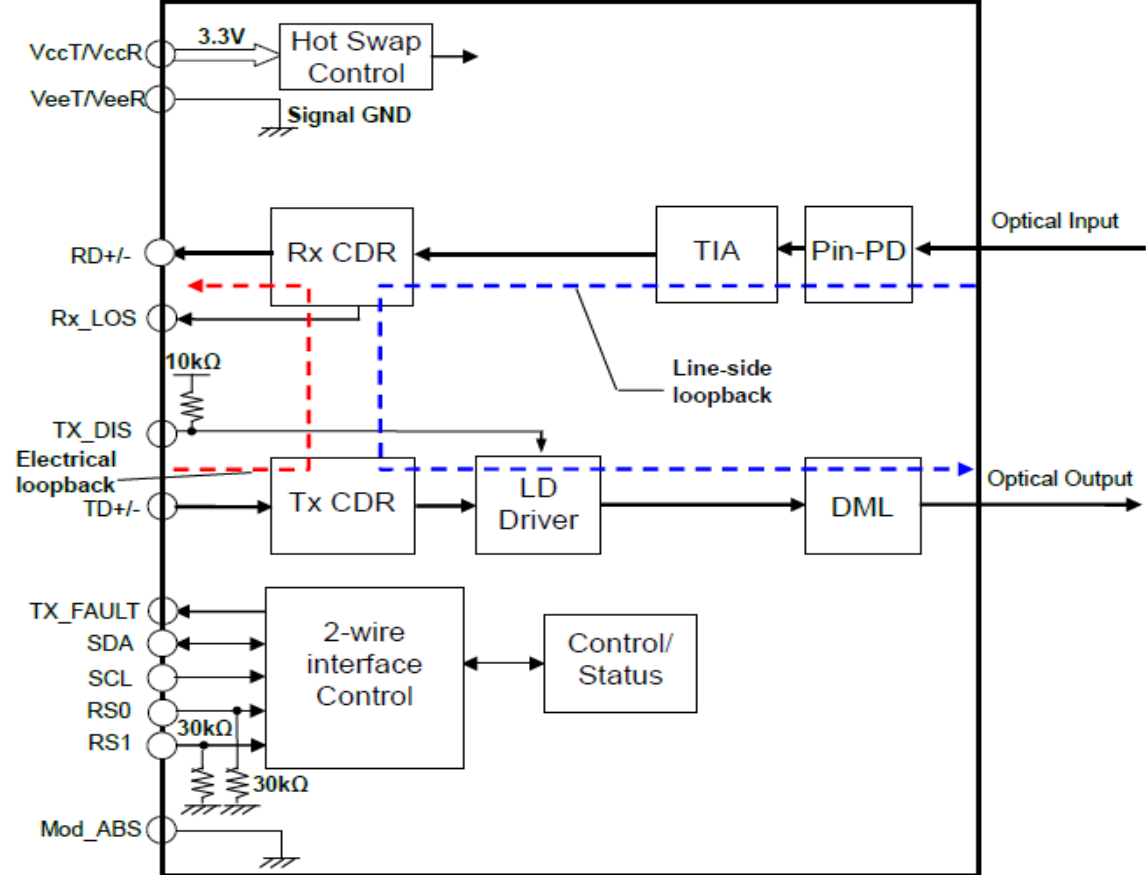 VccT/VccR
3.3V
Hot Swap
Control
VeeT/VeeR
Signal GND
RD+/-
Rx CDR
TIA
Pin-PD
Optical Input
Rx_LOS
10kΩ
Line-side
loopback
TX_DIS
Electrical
loopback
TD+/-
Tx CDR
LD
Driver
DML
Optical Output
TX_FAULT
SDA
SCL
RS0
RS1
2-wire
interface
Control
Control/
Status
30kΩ
30kΩ
Mod_ABS